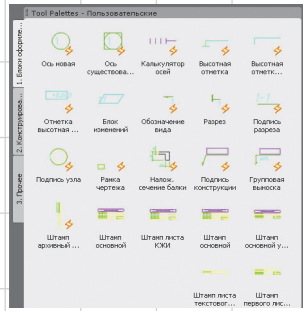 Tool Palettes - Пользовательские
1. Блоки оформле...
2. Конструирова...
3. Прочее
Ось новая
Ось существова...
Калькулятор осей
Высотная отметка
Высотная отметк...
Отметка высотная ...
Блок изменений
Обозначение вида
Разрез
Подпись разреза
Подпись узла
Рамка чертежа
Налож. сечение балки
Подпись конструкции
Групповая выноска
Штамп архивный ...
Штамп основной
Штамп листа КЖИ
Штамп основной
Штамп основной у...
Штамп листа текстовог...
Штамп первого лис...